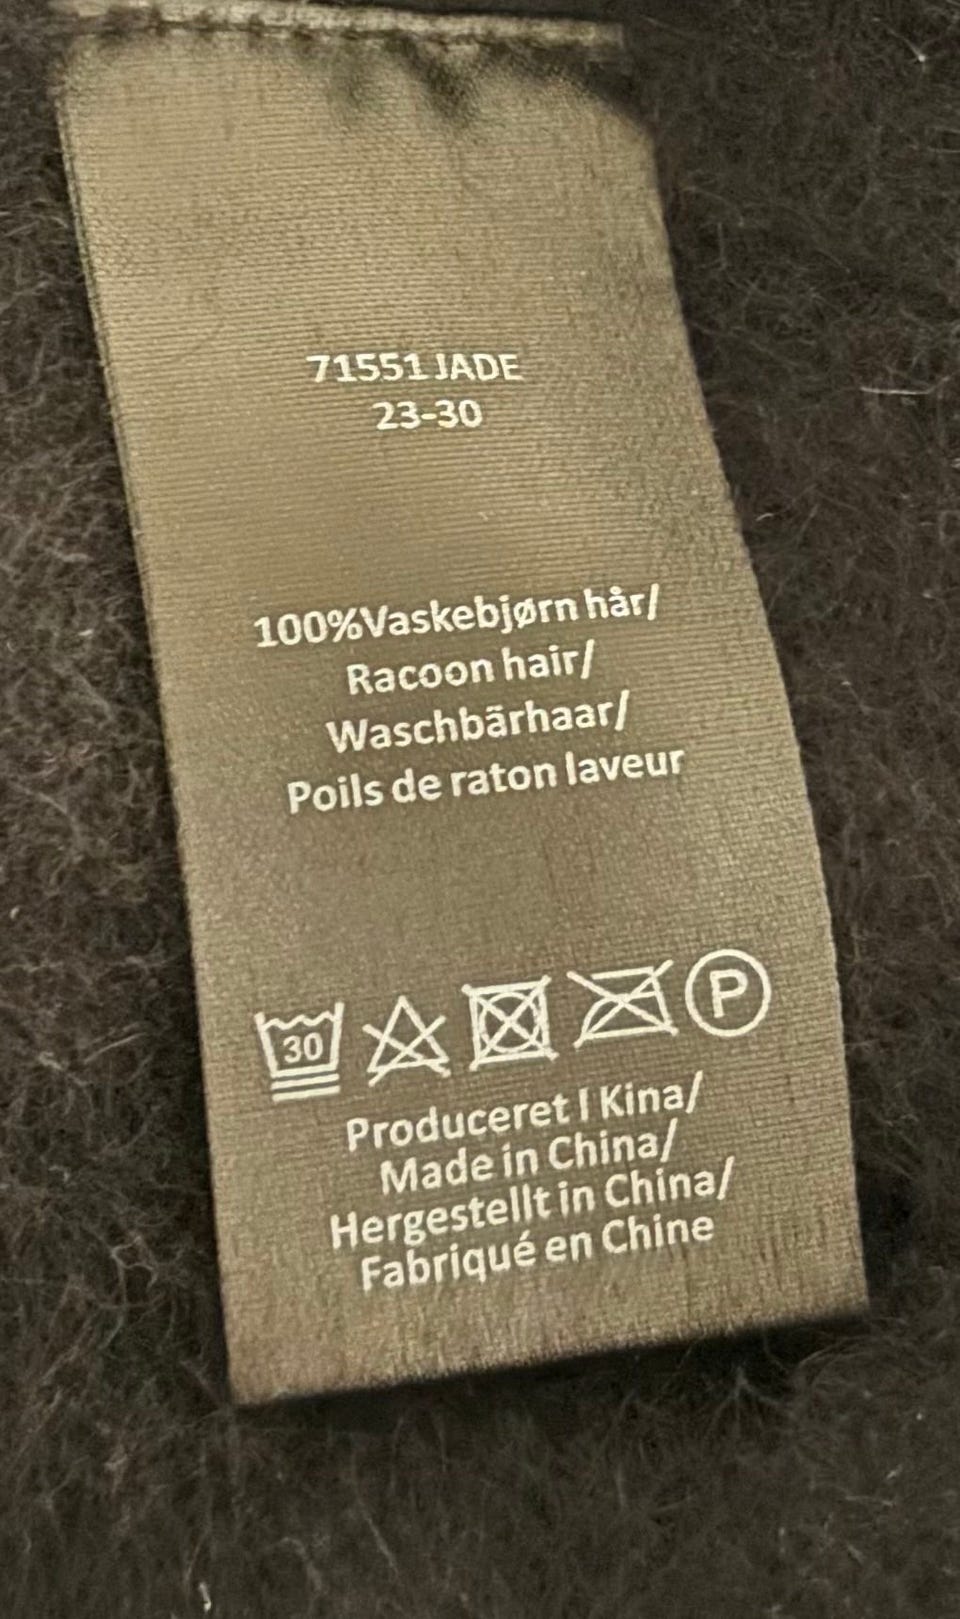 71551 JADE
23-30
100%Vaskebjørn hår/
Racoon hair/
Waschbärhaar/
Poils de raton laveur
30 P
Produceret I Kina/
Made in China/
Hergestellt in China/
Fabriqué en Chine